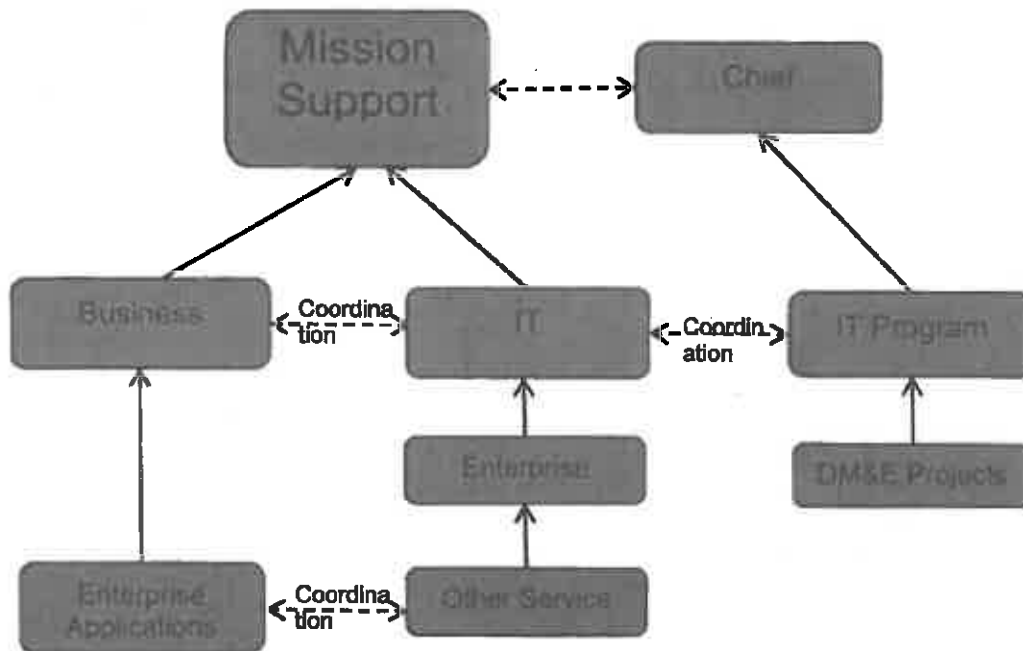 Mission
Support
Chief
Business
Coordina
tion
IT
Coordin
ation
IT Program
Enterprise
DM&E Projects
Enterprise
Applications
Coordina
tion
Other Service